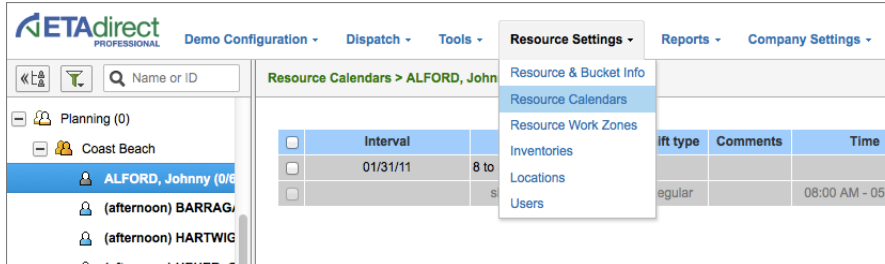 ETAdirect
PROFESSIONAL
Demo Configuration Dispatch Tools Resource Settings Reports Company Settings
Name or ID
Resource Calendars > ALFORD, John
Resource & Bucket Info
Resource Calendars
Resource Work Zones
Inventories
Locations
Users
Planning (0)
Coast Beach
ALFORD, Johnny (0/6
(afternoon) BARRAGA
(afternoon) HARTWIG
Interval ift type Comments Time
01/31/11 8 to
egular 08:00 AM - 05